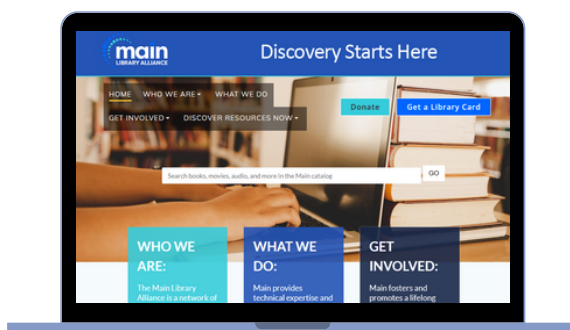 main
LIBRARY ALLIANCE
Discovery Starts Here
HOME WHO WE ARE WHAT WE DO
GET INVOLVED DISCOVER RESOURCES NOW
Donate Get a Library Card
Search books, movies, audio, and more in the Main catalog GO
WHO WE
ARE:
The Main Library
Alliance is a network of
WHAT WE
DO:
Main provides
technical expertise and
GET
INVOLVED:
Main fosters and
promotes a lifelong